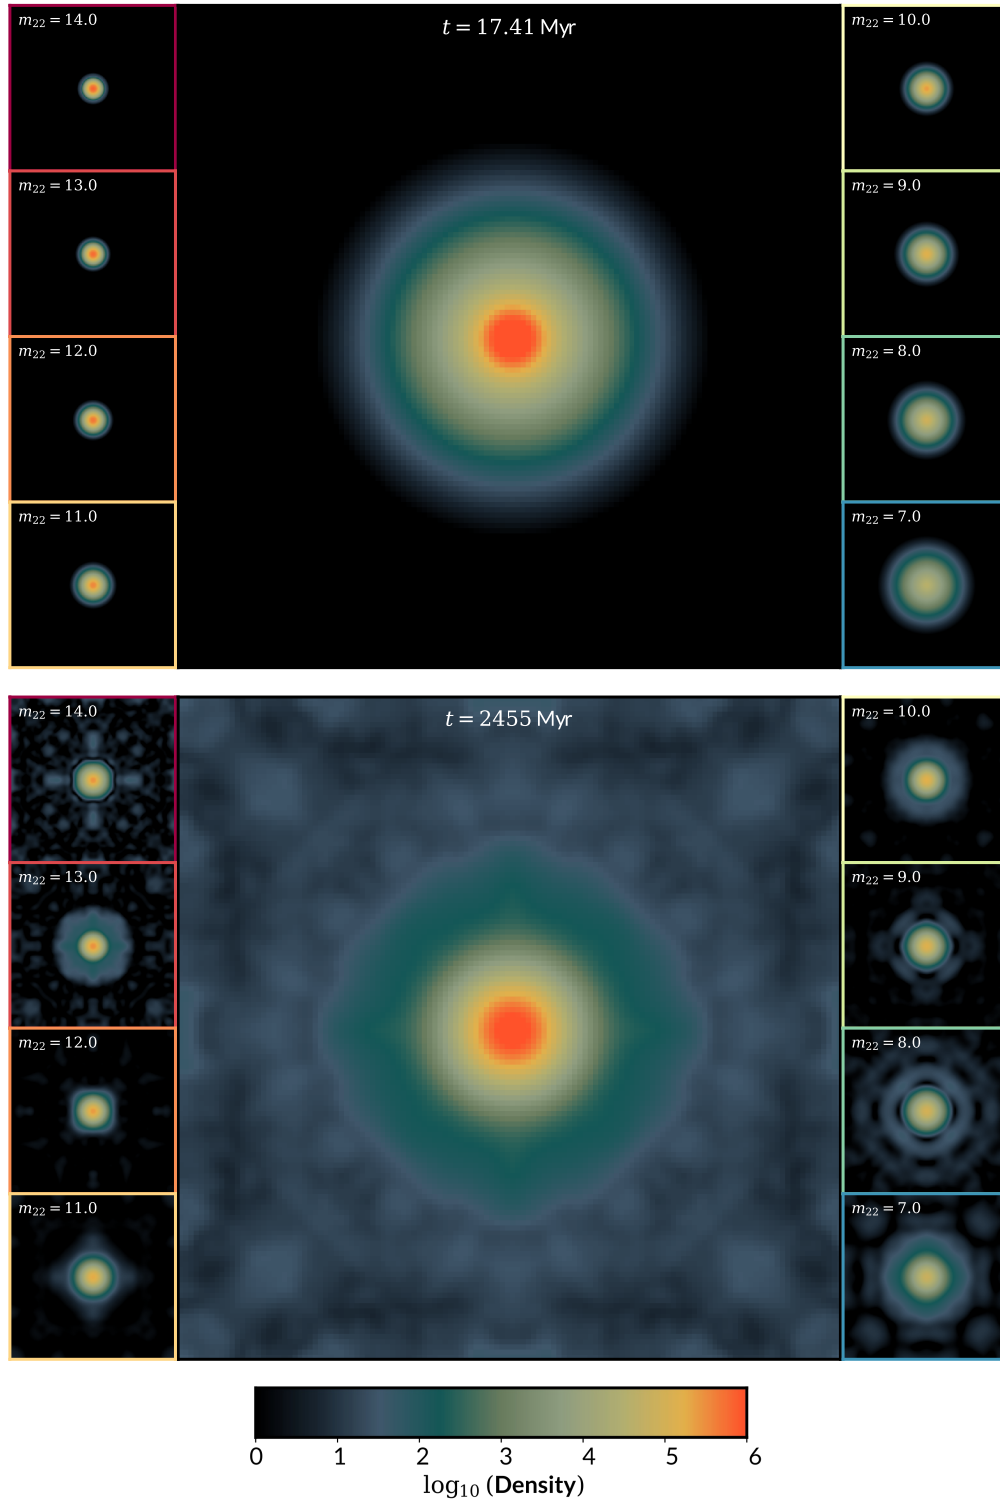 t = 17.41 Myr
m₂₂ = 14.0
m₂₂ = 13.0
m₂₂ = 12.0
m₂₂ = 11.0
m₂₂ = 10.0
m₂₂ = 9.0
m₂₂ = 8.0
m₂₂ = 7.0
t = 2455 Myr
m₂₂ = 14.0
m₂₂ = 13.0
m₂₂ = 12.0
m₂₂ = 11.0
m₂₂ = 10.0
m₂₂ = 9.0
m₂₂ = 8.0
m₂₂ = 7.0
0 1 2 3 4 5 6
log₁₀ (Density)